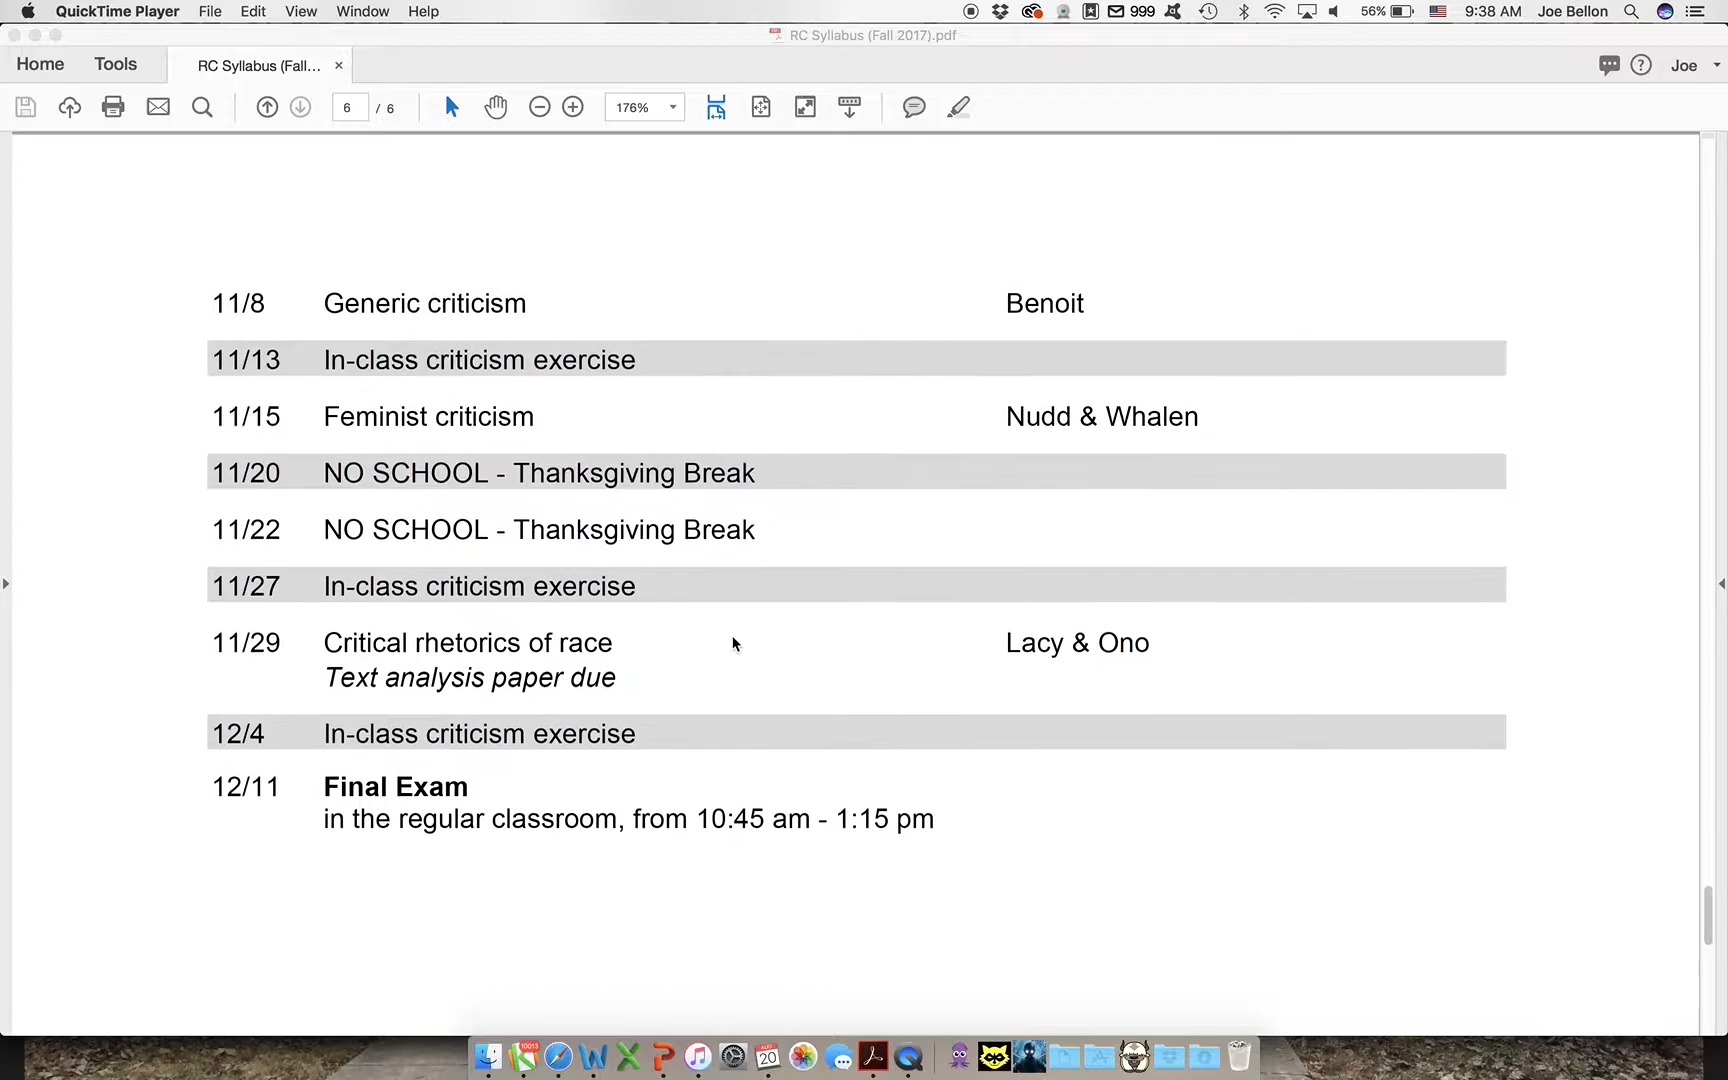 QuickTime Player File Edit View Window Help 999 56% 9:38 AM Joe Bellon
RC Syllabus (Fall 2017).pdf
Home Tools RC Syllabus (Fall... × Joe
6 / 6 176%
11/8 Generic criticism Benoit
11/13 In-class criticism exercise
11/15 Feminist criticism Nudd & Whalen
11/20 NO SCHOOL - Thanksgiving Break
11/22 NO SCHOOL - Thanksgiving Break
11/27 In-class criticism exercise
11/29 Critical rhetorics of race Lacy & Ono
Text analysis paper due
12/4 In-class criticism exercise
12/11 Final Exam
in the regular classroom, from 10:45 am - 1:15 pm
10013
AUG
20